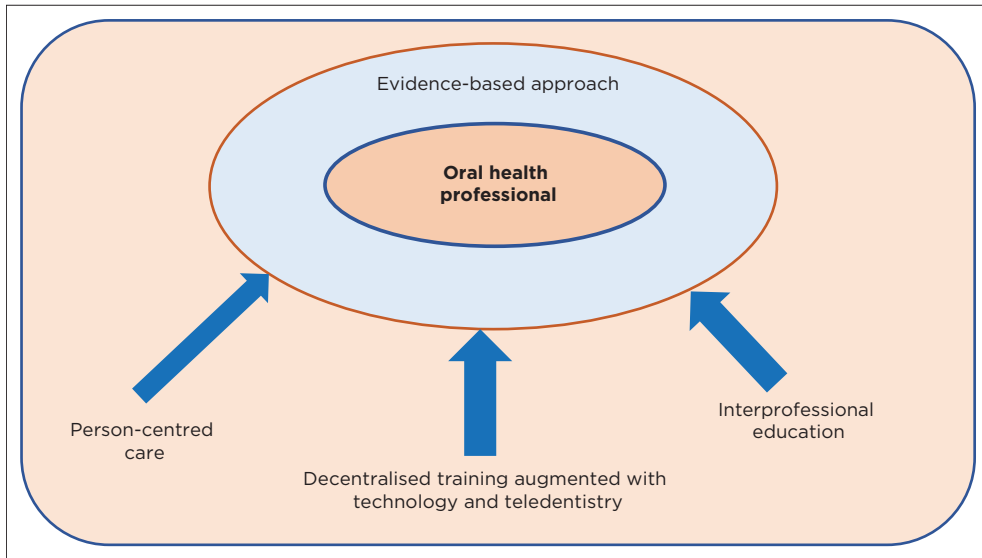 Evidence-based approach
Oral health
professional
Person-centred
care
Decentralised training augmented with
technology and teledentistry
Interprofessional
education